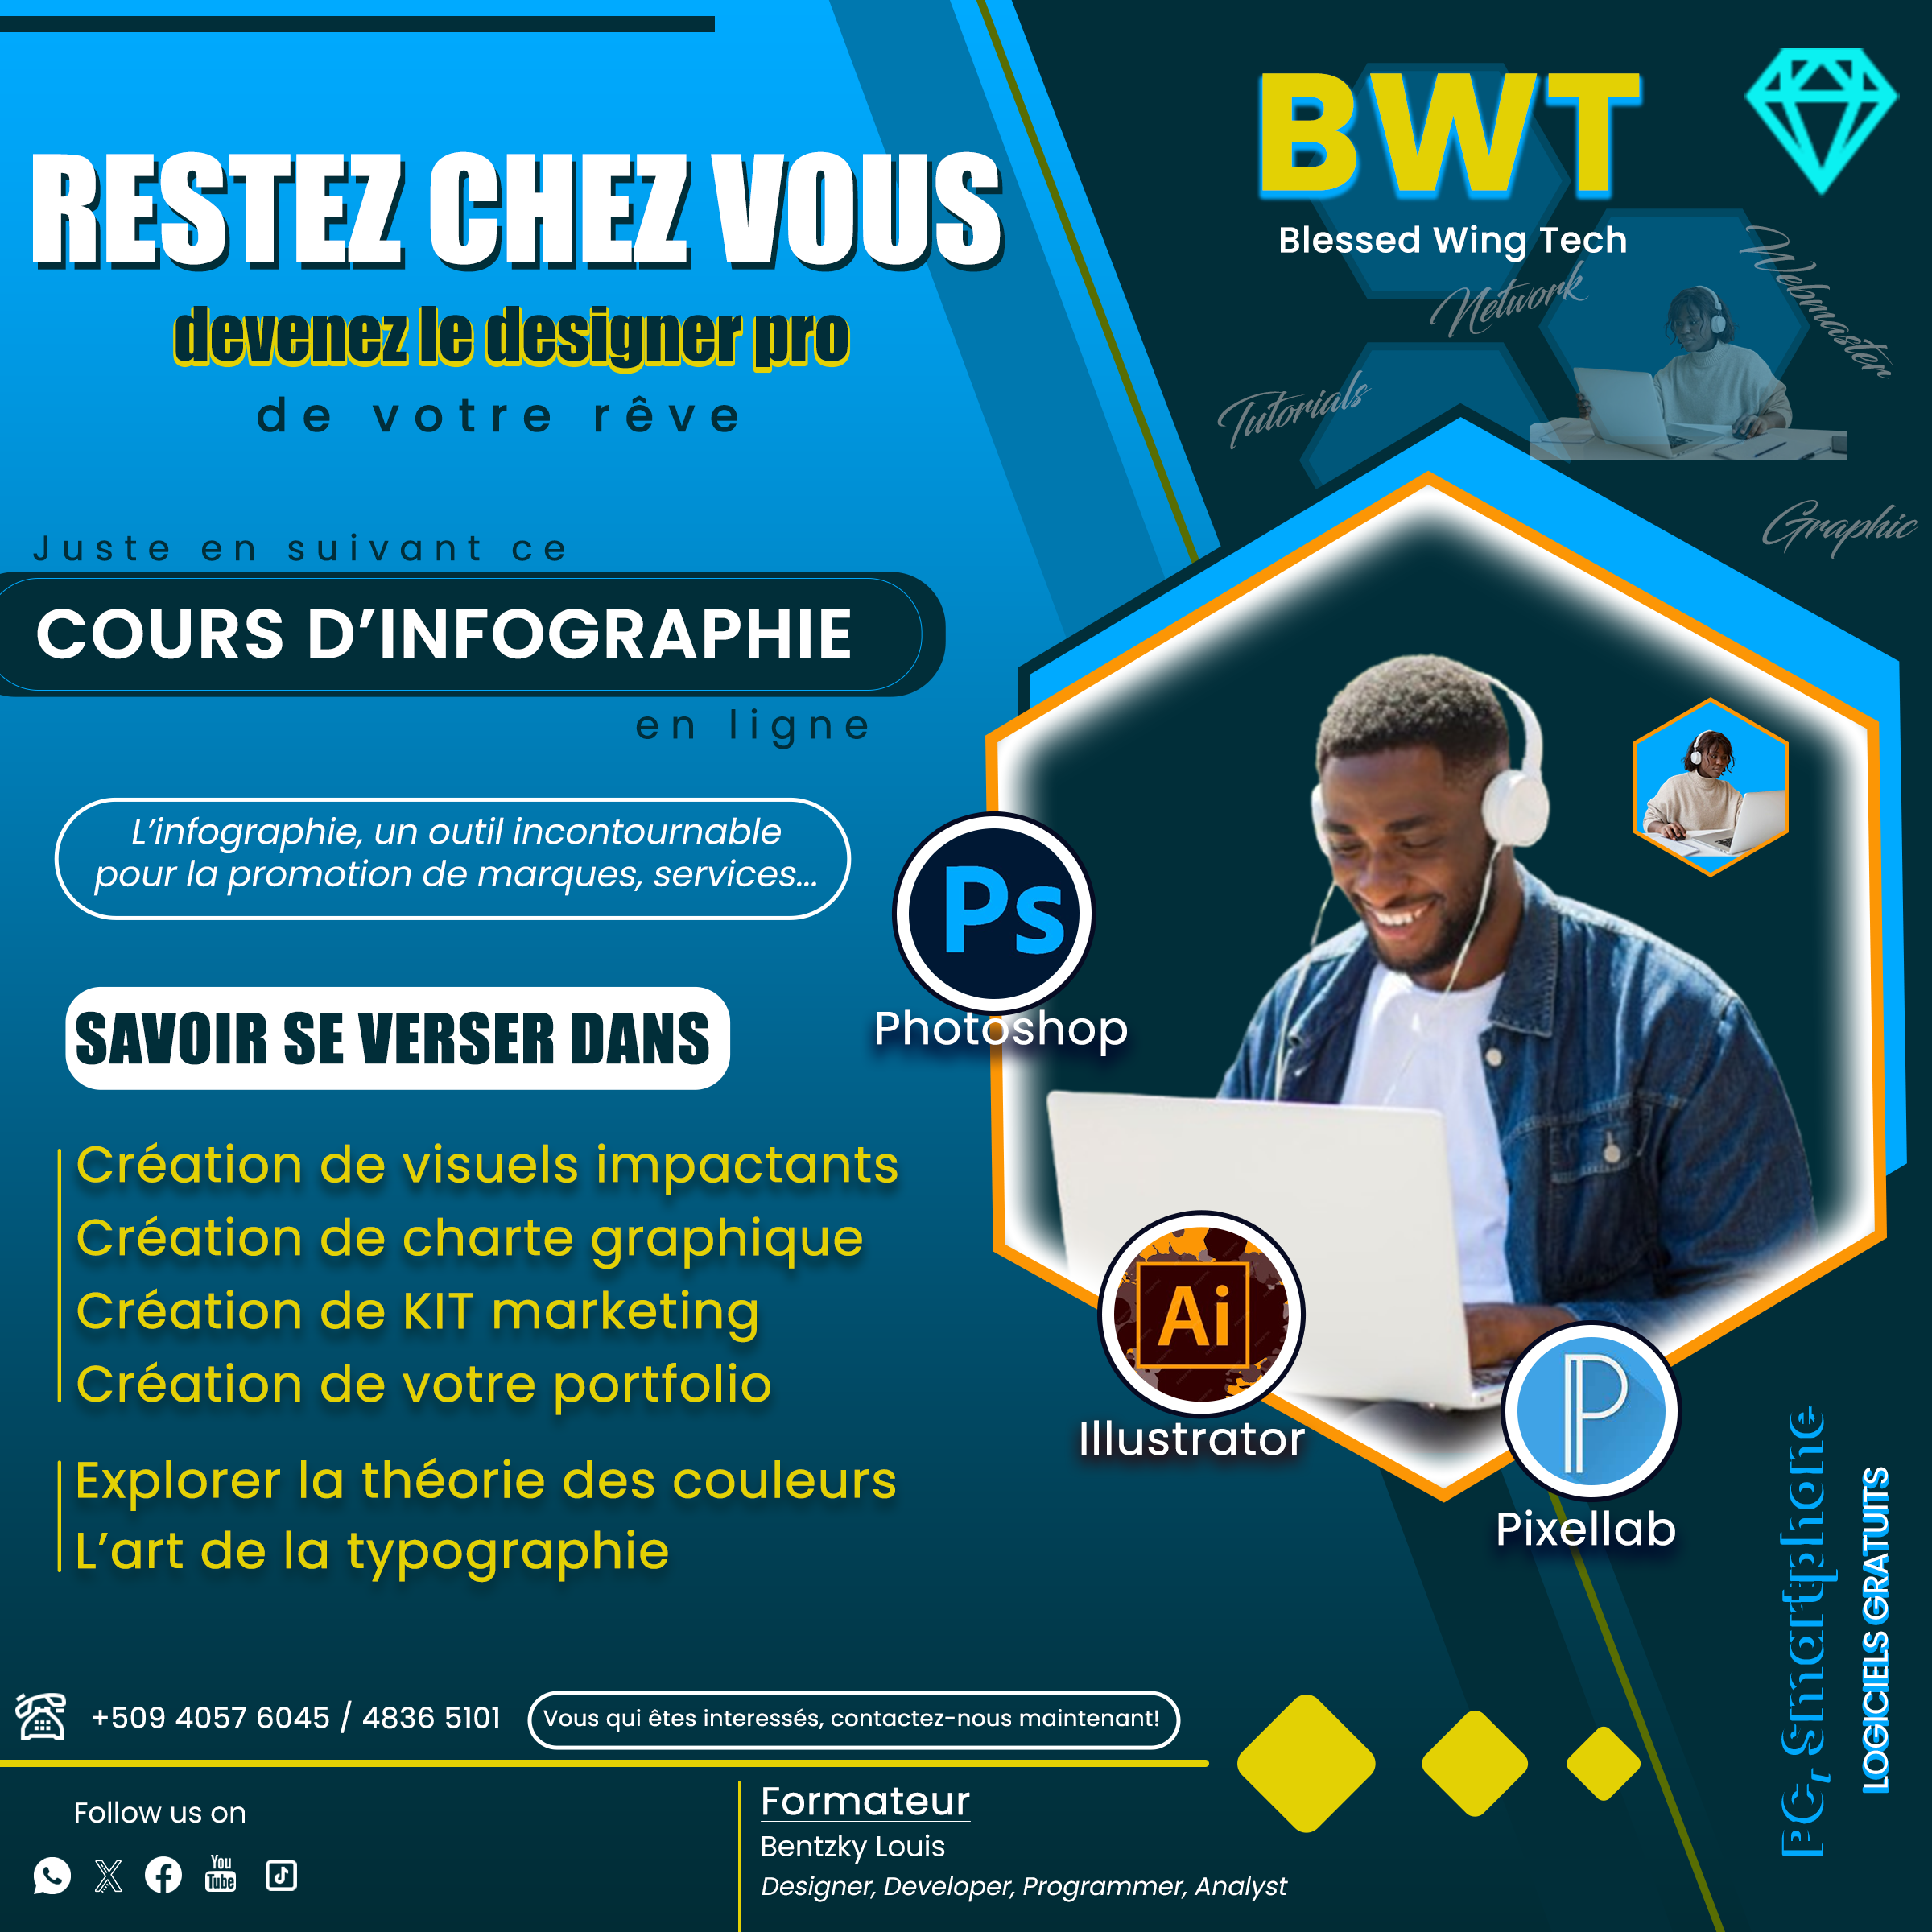 BWT
Blessed Wing Tech
Network
Webmaster
Tutorials
Graphic
RESTEZ CHEZ VOUS
devenez le designer pro
de votre rêve
Juste en suivant ce
COURS D’INFOGRAPHIE
en ligne
L’infographie, un outil incontournable
pour la promotion de marques, services...
SAVOIR SE VERSER DANS
Création de visuels impactants
Création de charte graphique
Création de KIT marketing
Création de votre portfolio
Explorer la théorie des couleurs
L’art de la typographie
Ps
Photoshop
Ai
Illustrator
P
Pixellab
PC, Smartphone
LOGICIELS GRATUITS
+509 4057 6045 / 4836 5101
Vous qui êtes interessés, contactez-nous maintenant!
Follow us on
You
Tube
Formateur
Bentzky Louis
Designer, Developer, Programmer, Analyst